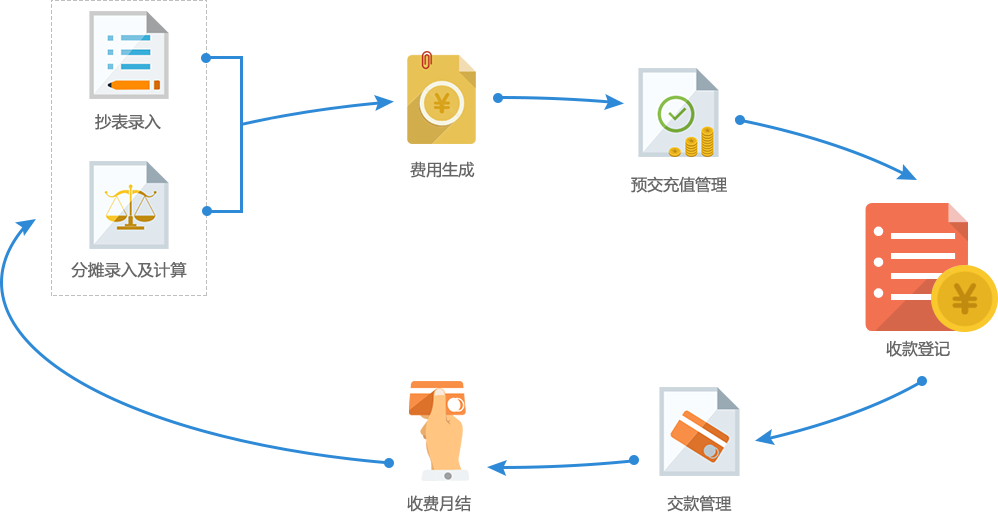 抄表录入
分摊录入及计算
¥
费用生成
预交充值管理
¥
收款登记
交款管理
收费月结